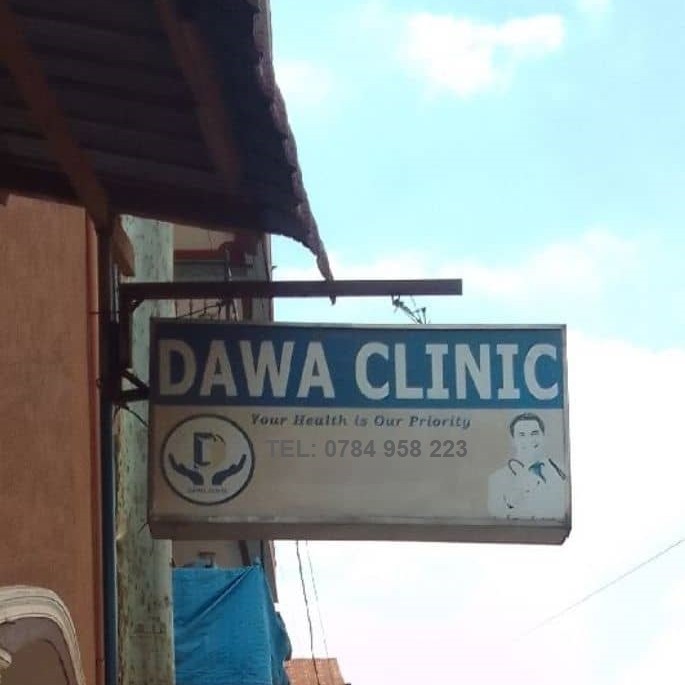 DAWA CLINIC
Your Health is Our Priority
TEL: 0784 958 223